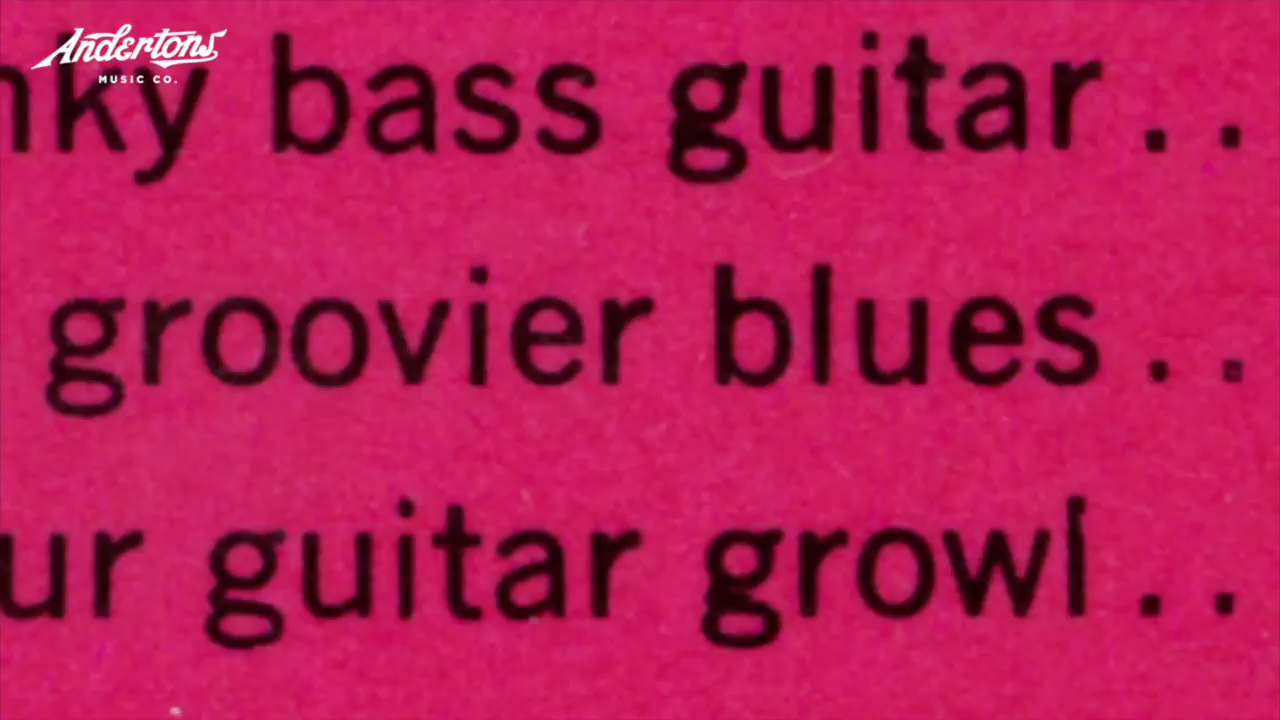 Andertons
MUSIC CO.
nky bass guitar . .
groovier blues . .
ur guitar growl . .